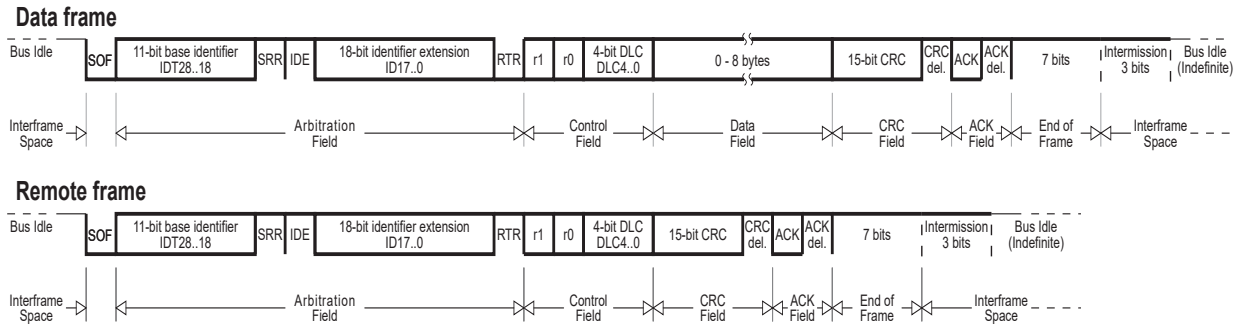 Data frame
Bus Idle
SOF
11-bit base identifier
IDT28..18
SRR
IDE
18-bit identifier extension
ID17..0
RTR
r1
r0
4-bit DLC
DLC4..0
0 - 8 bytes
15-bit CRC
CRC
del.
ACK
ACK
del.
7 bits
Intermission
3 bits
Bus Idle
(Indefinite)
Interframe
Space
Arbitration
Field
Control
Field
Data
Field
CRC
Field
ACK
Field
End of
Frame
Interframe
Space
Remote frame
Bus Idle
SOF
11-bit base identifier
IDT28..18
SRR
IDE
18-bit identifier extension
ID17..0
RTR
r1
r0
4-bit DLC
DLC4..0
15-bit CRC
CRC
del.
ACK
ACK
del.
7 bits
Intermission
3 bits
Bus Idle
(Indefinite)
Interframe
Space
Arbitration
Field
Control
Field
CRC
Field
ACK
Field
End of
Frame
Interframe
Space